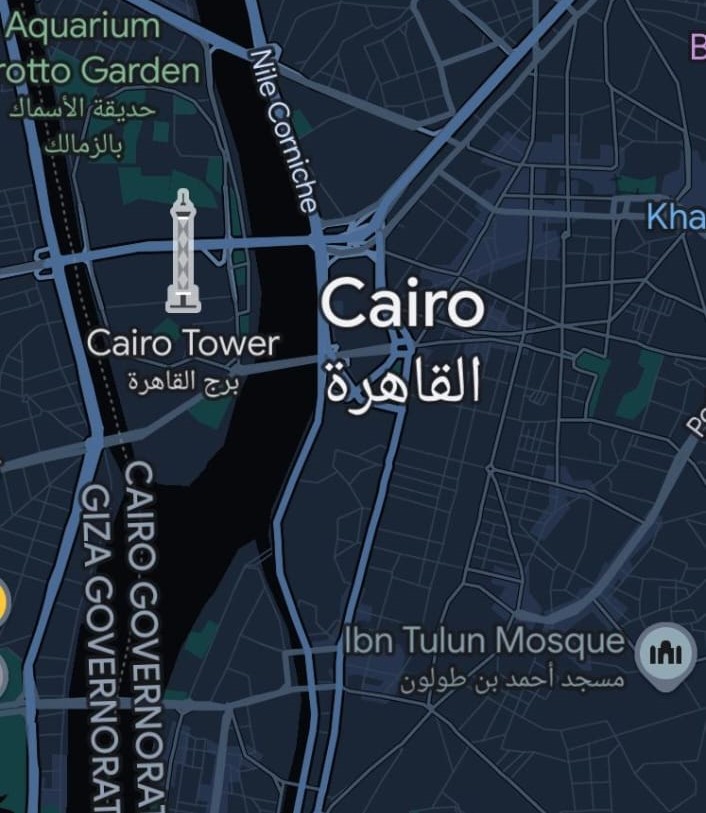 Aquarium
rotto Garden
حديقة الأسماك
بالزمالك
Nile Corniche
B
Kha
Cairo
القاهرة
Cairo Tower
برج القاهرة
Po
CAIRO GOVERNORAT
GIZA GOVERNORAT
Ibn Tulun Mosque
مسجد أحمد بن طولون